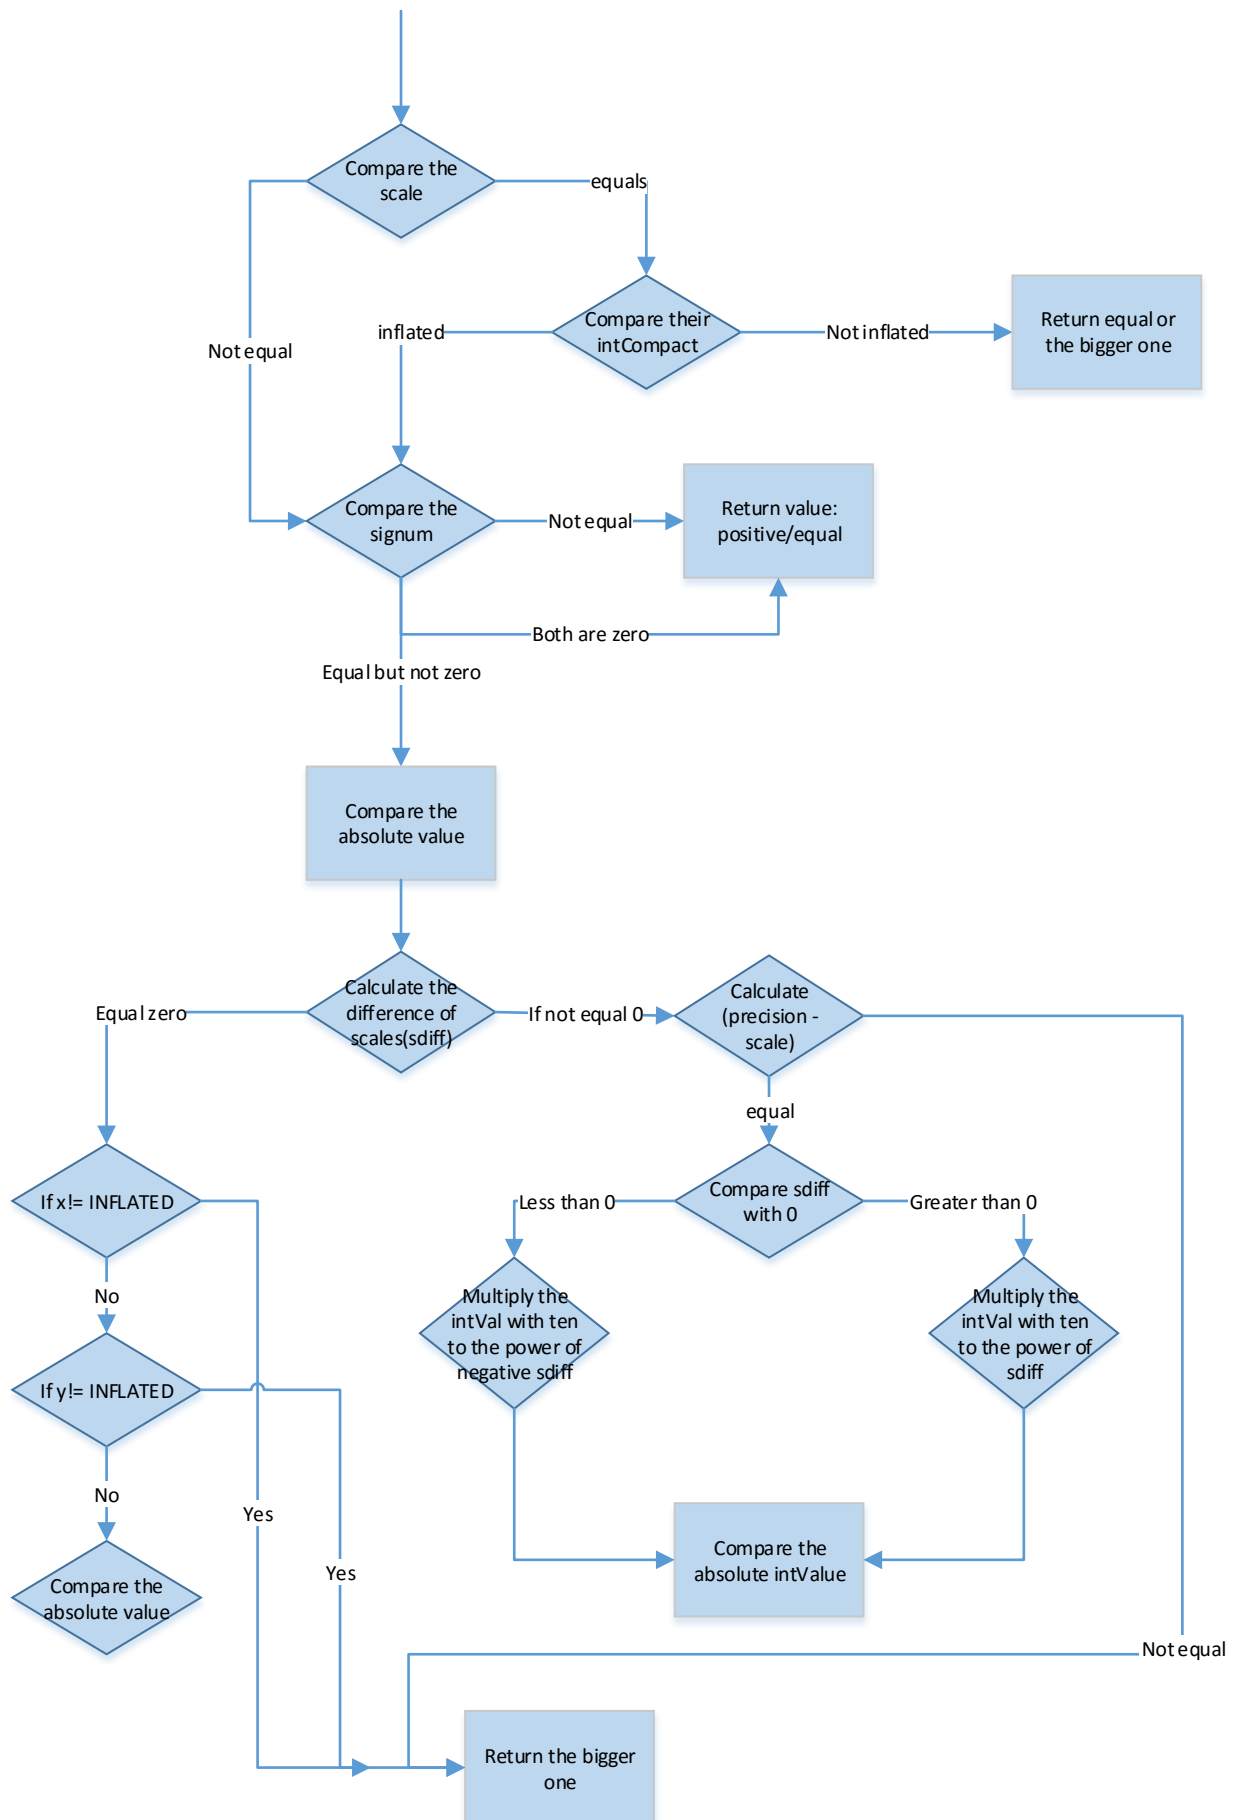 Compare the
scale
equals
Not equal
Compare their
intCompact
inflated
Not inflated
Return equal or
the bigger one
Compare the
signum
Not equal
Return value:
positive/equal
Both are zero
Equal but not zero
Compare the
absolute value
Calculate the
difference of
scales(sdiff)
Equal zero
If not equal 0
Calculate
(precision -
scale)
equal
If x!= INFLATED
Compare sdiff
with 0
Less than 0
Greater than 0
No
Multiply the
intVal with ten
to the power of
negative sdiff
Multiply the
intVal with ten
to the power of
sdiff
If y!= INFLATED
No
Yes
Yes
Compare the
absolute value
Compare the
absolute intValue
Not equal
Return the bigger
one